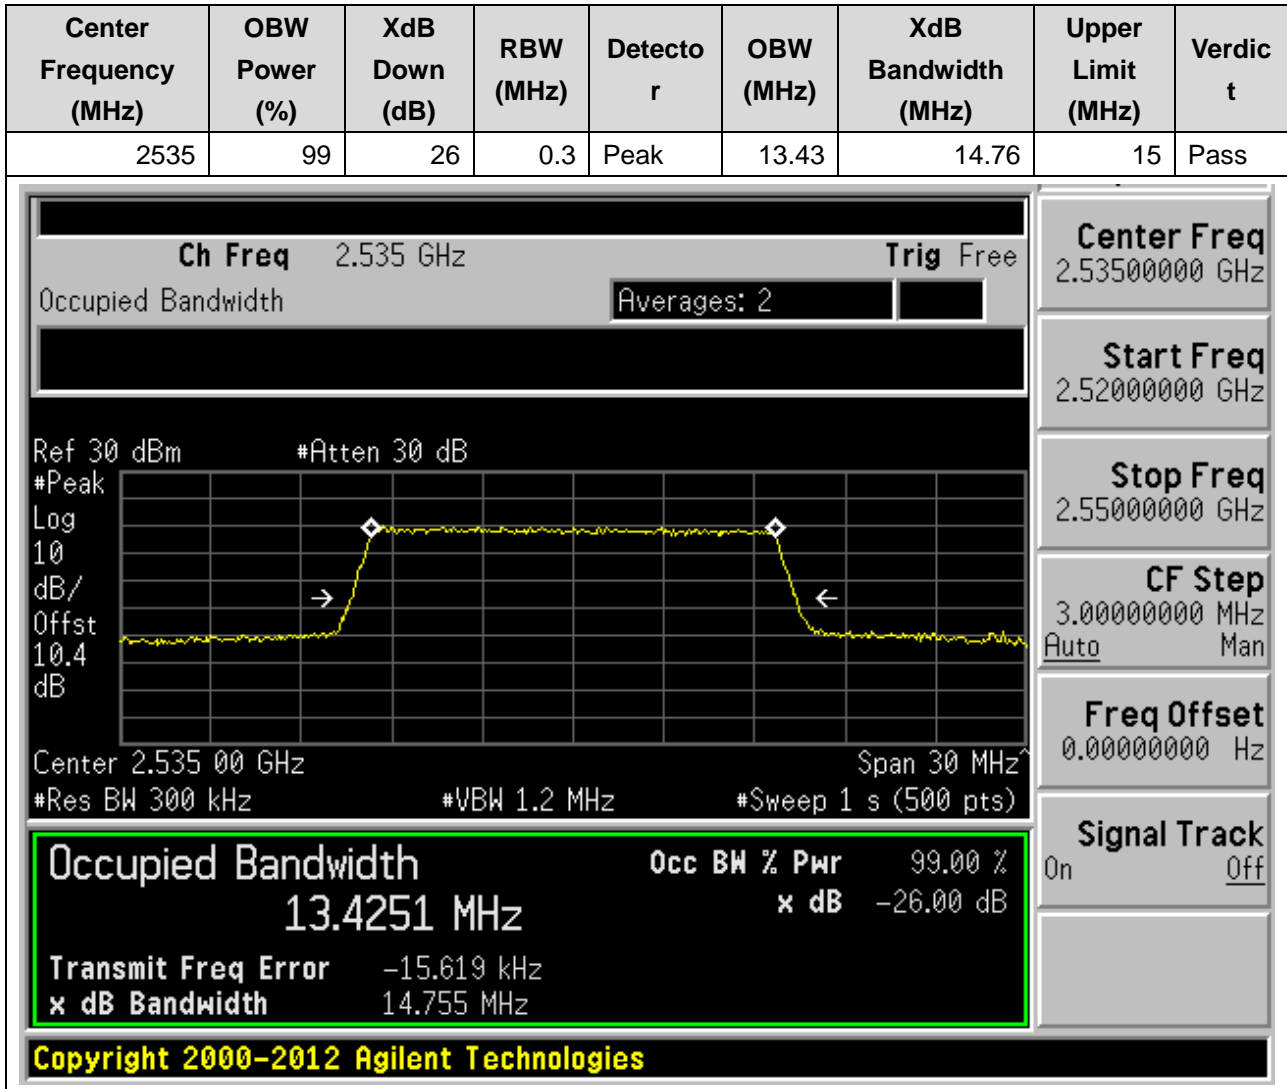 Center Frequency (MHz) OBW Power (%) XdB Down (dB) RBW (MHz) Detecto r OBW (MHz) XdB Bandwidth (MHz) Upper Limit (MHz) Verdic t
2535 99 26 0.3 Peak 13.43 14.76 15 Pass
Ch Freq 2.535 GHz Trig Free
Occupied Bandwidth Averages: 2
Ref 30 dBm #Atten 30 dB
#Peak
Log
10
dB/
Offst
10.4
dB
Center 2.535 00 GHz Span 30 MHz^
#Res BW 300 kHz #VBW 1.2 MHz #Sweep 1 s (500 pts)
Occupied Bandwidth Occ BW % Pwr 99.00 %
13.4251 MHz x dB -26.00 dB
Transmit Freq Error -15.619 kHz
x dB Bandwidth 14.755 MHz
Center Freq
2.53500000 GHz
Start Freq
2.52000000 GHz
Stop Freq
2.55000000 GHz
CF Step
3.00000000 MHz
Auto Man
Freq Offset
0.00000000 Hz
Signal Track
On Off
Copyright 2000-2012 Agilent Technologies